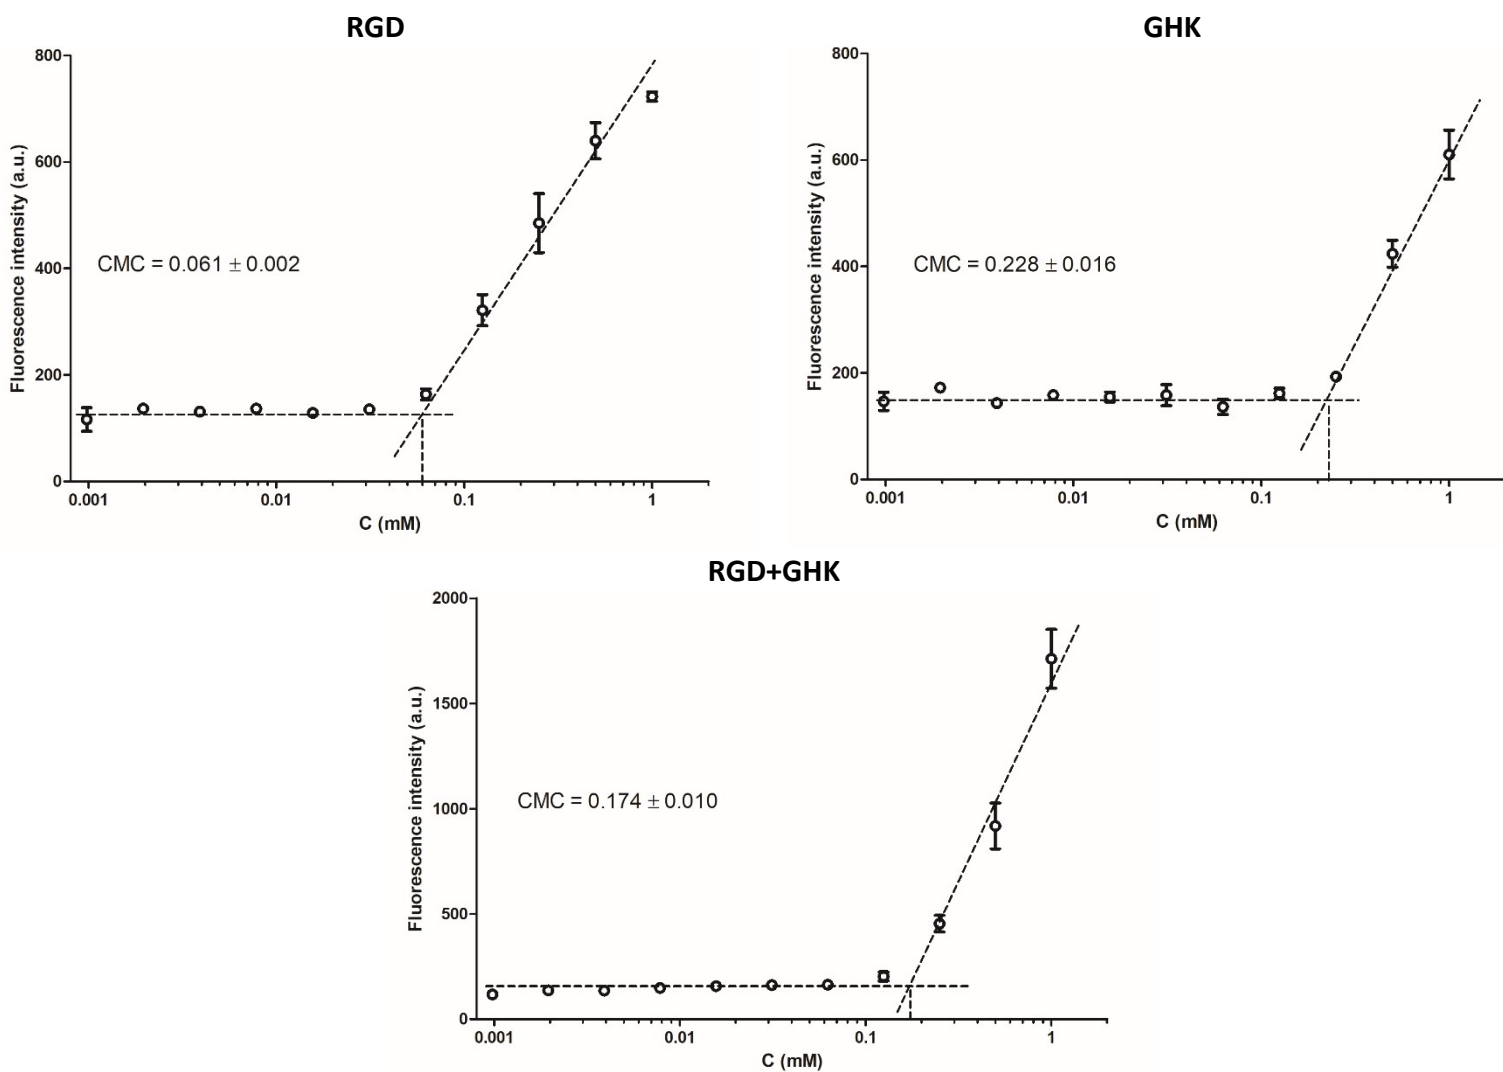 RGD
800
600
400
200
0
Fluorescence intensity (a.u.)
CMC = 0.061 ± 0.002
0.001 0.01 0.1 1
C (mM)
GHK
800
600
400
200
0
Fluorescence intensity (a.u.)
CMC = 0.228 ± 0.016
0.001 0.01 0.1 1
C (mM)
RGD+GHK
2000
1500
1000
500
0
Fluorescence intensity (a.u.)
CMC = 0.174 ± 0.010
0.001 0.01 0.1 1
C (mM)